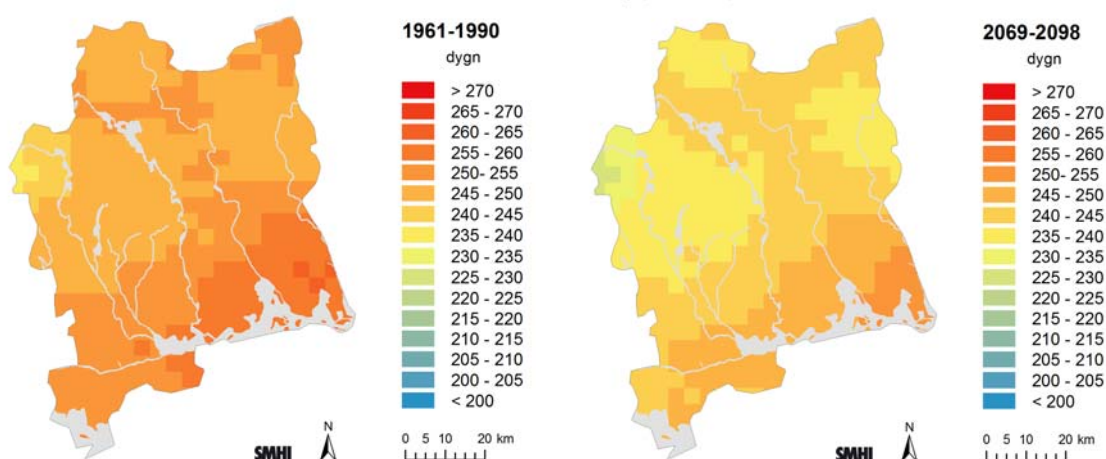 1961-1990
dygn
> 270
265 - 270
260 - 265
255 - 260
250- 255
245 - 250
240 - 245
235 - 240
230 - 235
225 - 230
220 - 225
215 - 220
210 - 215
205 - 210
200 - 205
< 200
N
SMHI
0 5 10 20 km
2069-2098
dygn
> 270
265 - 270
260 - 265
255 - 260
250- 255
245 - 250
240 - 245
235 - 240
230 - 235
225 - 230
220 - 225
215 - 220
210 - 215
205 - 210
200 - 205
< 200
N
SMHI
0 5 10 20 km